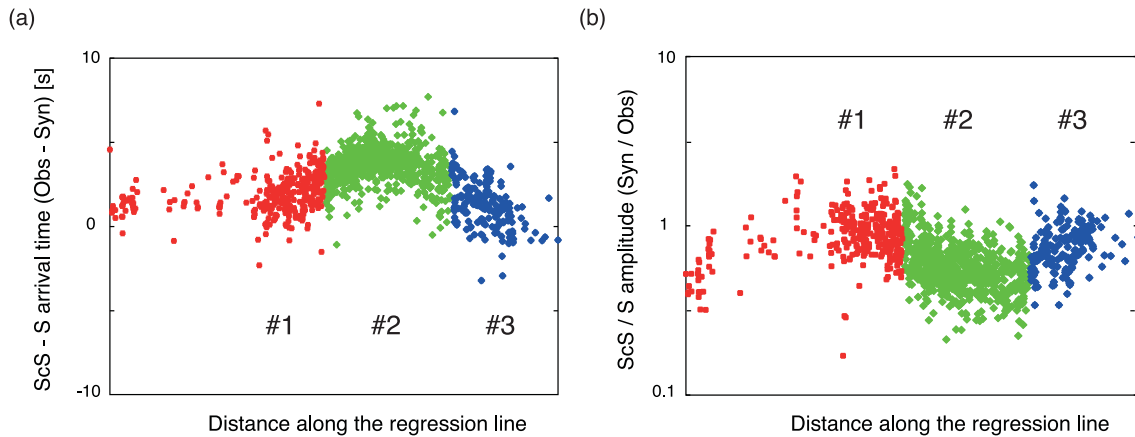 (a)
ScS - S arrival time (Obs - Syn) [s]
10
0
-10
#1
#2
#3
Distance along the regression line
(b)
ScS / S amplitude (Syn / Obs)
10
1
0.1
#1
#2
#3
Distance along the regression line